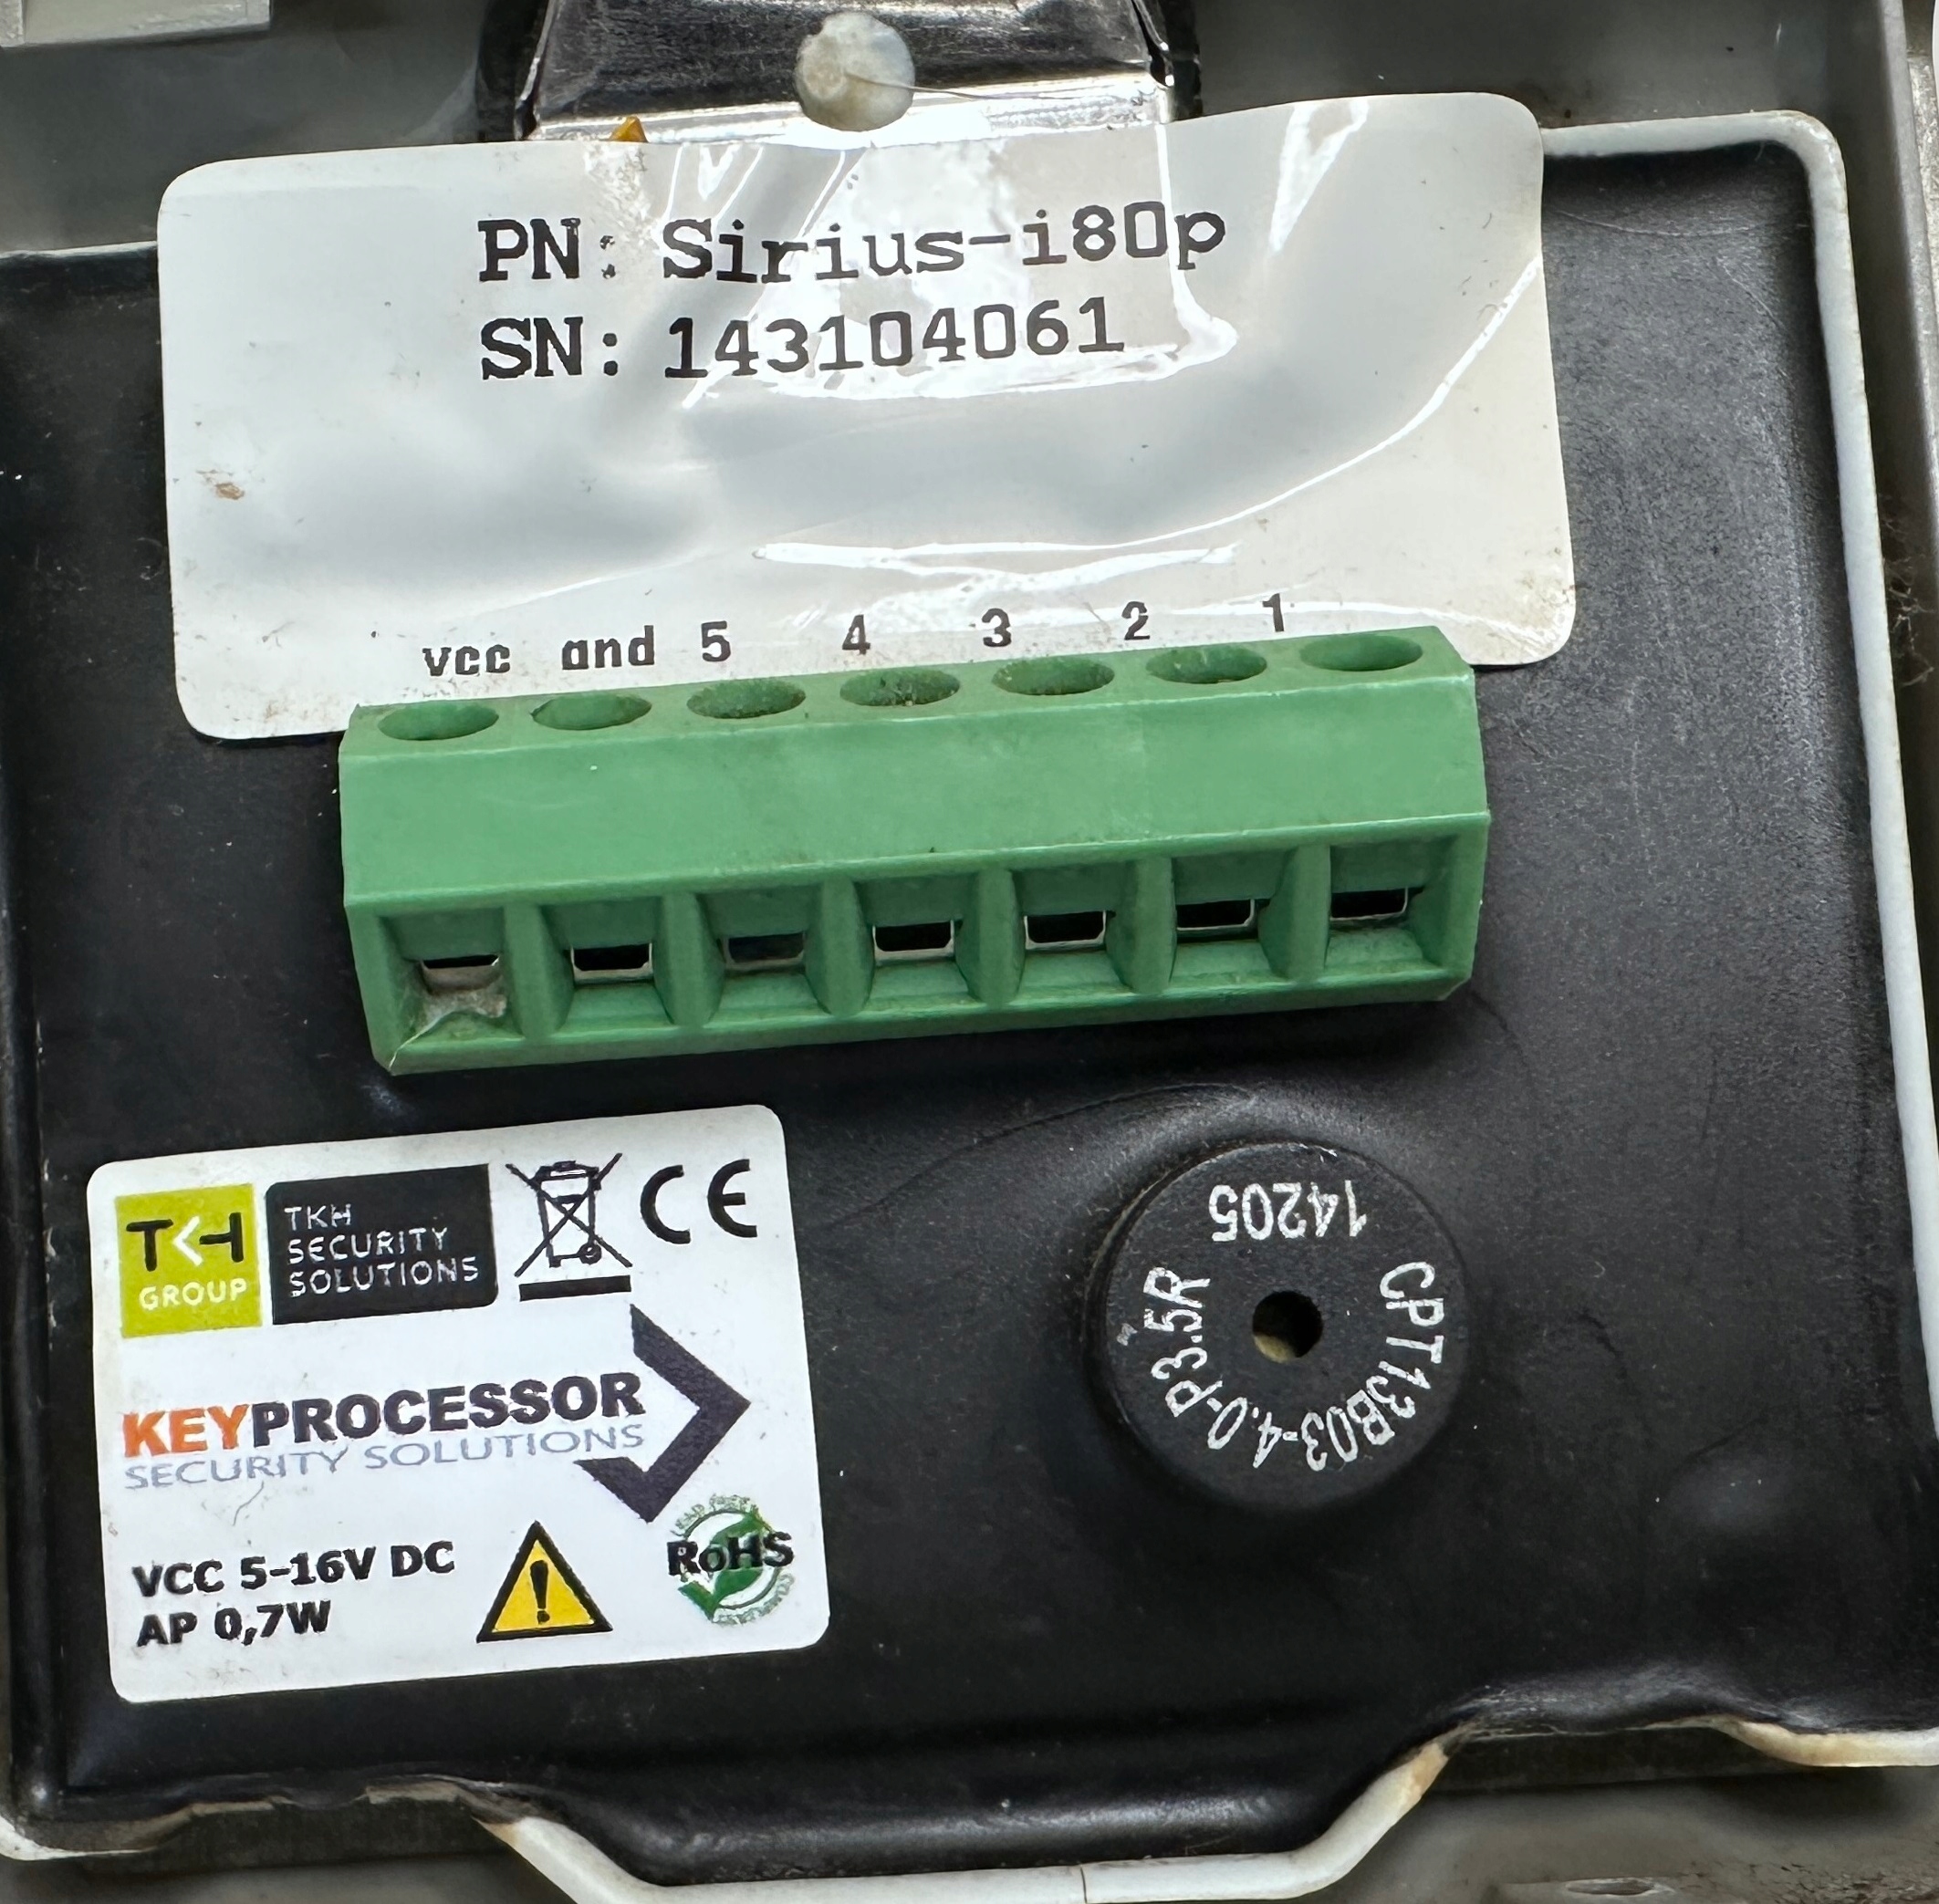 PN: Sirius-i80p
SN: 143104061
vcc gnd 5 4 3 2 1
TKH
GROUP
TKH
SECURITY
SOLUTIONS
CE
KEYPROCESSOR
SECURITY SOLUTIONS
VCC 5-16V DC
AP 0,7W
RoHS
14205
CPT13B03-4.0-P3.5R